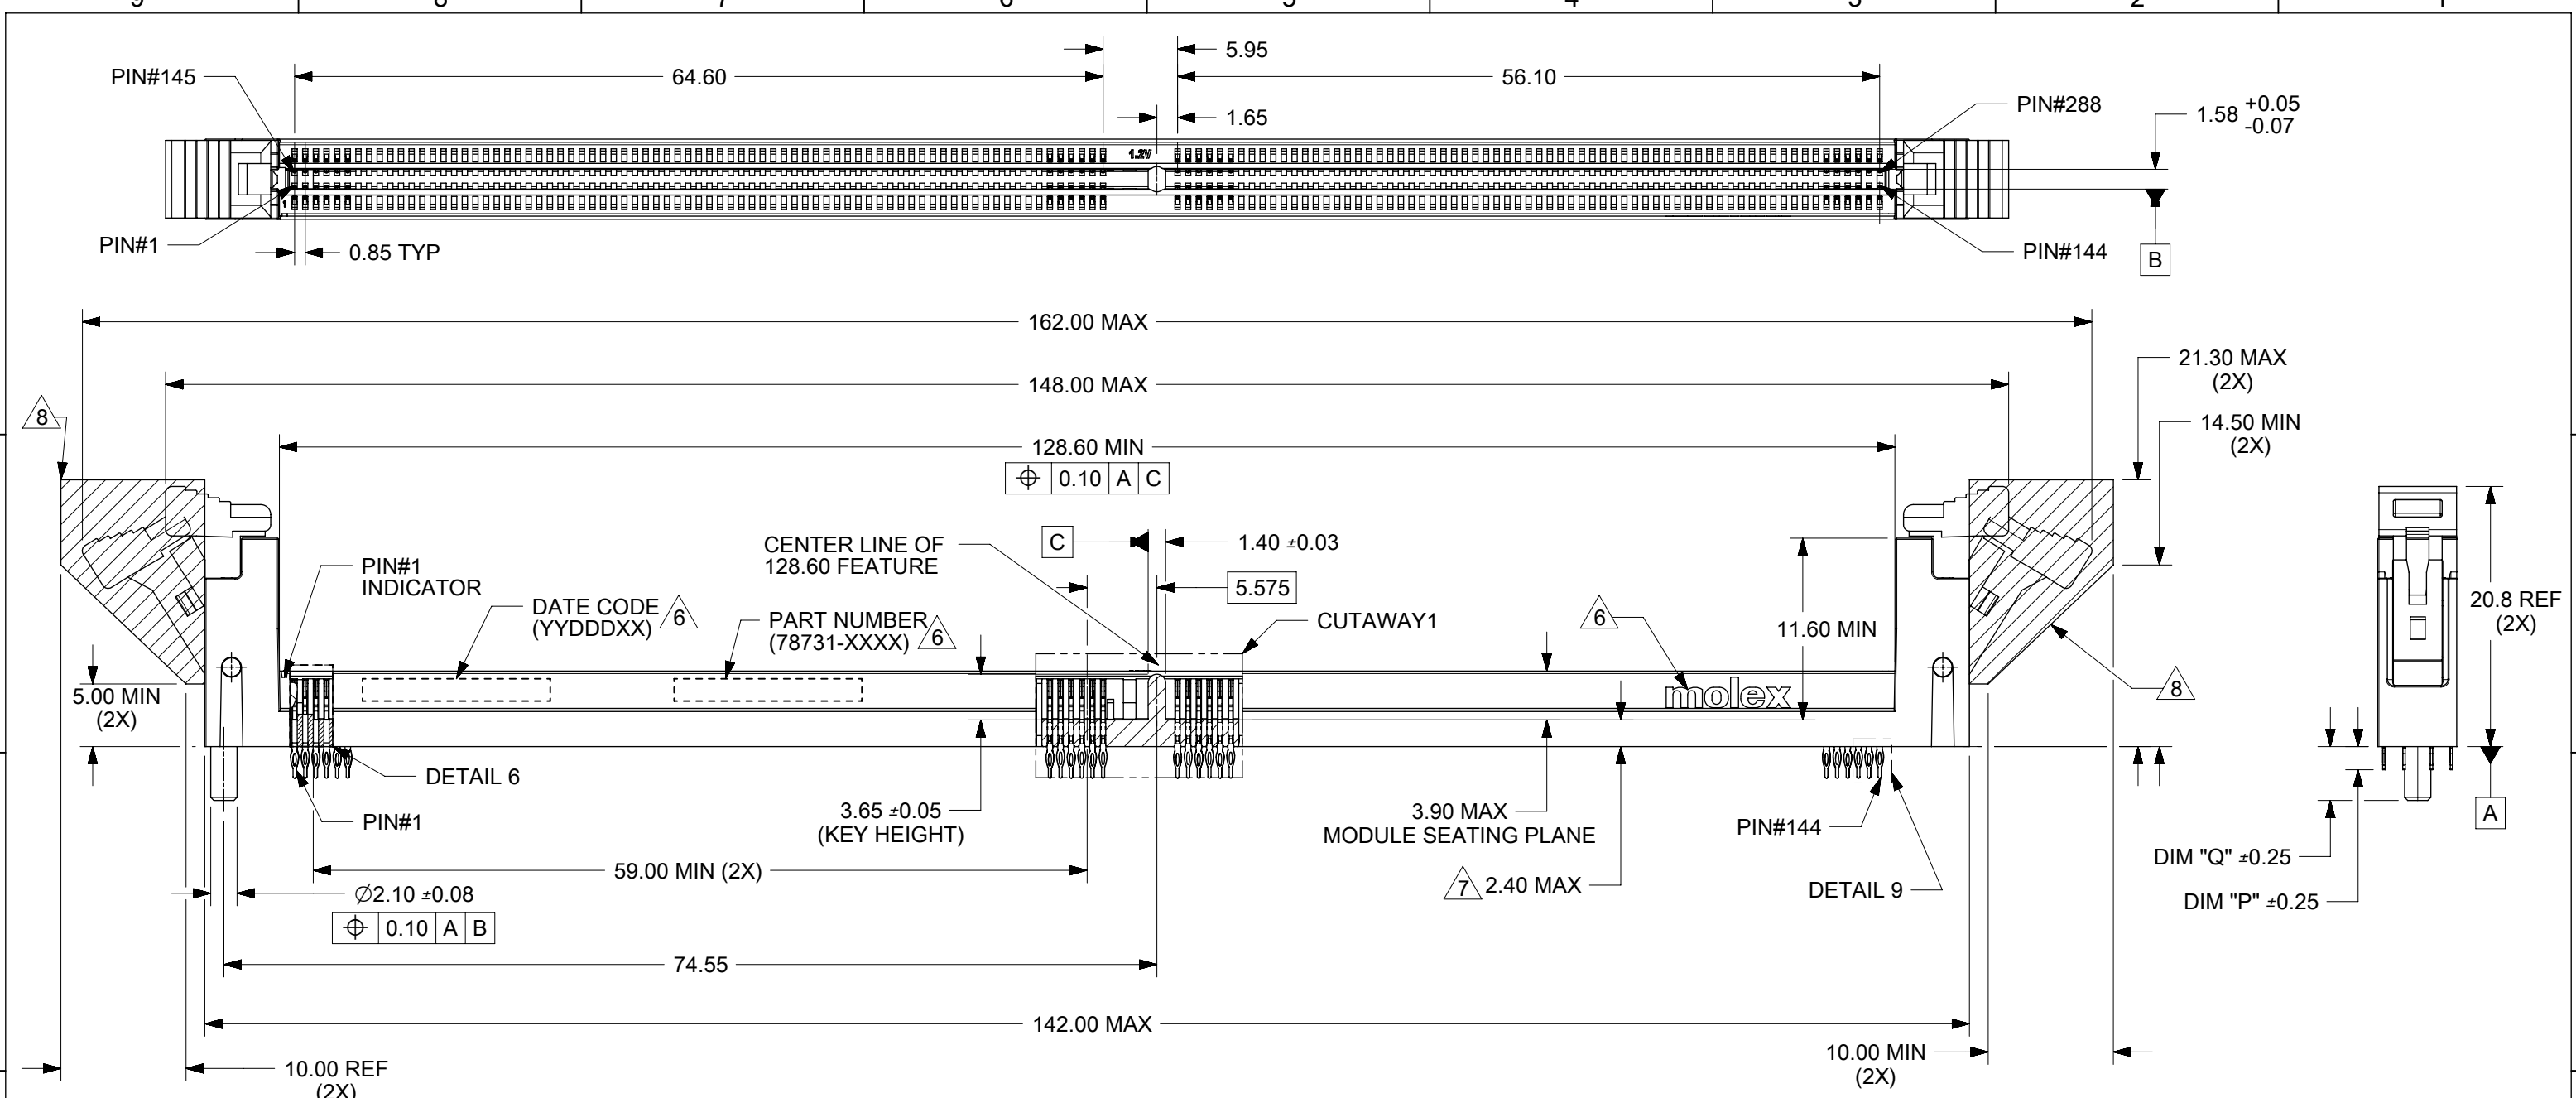 5.95
PIN#145
64.60
56.10
PIN#288
1.58 +0.05
-0.07
1.65
1.2V
1
PIN#1
0.85 TYP
PIN#144
B
162.00 MAX
148.00 MAX
21.30 MAX
(2X)
8
14.50 MIN
(2X)
128.60 MIN
⌖ 0.10 A C
C
1.40 ±0.03
CENTER LINE OF
128.60 FEATURE
PIN#1
INDICATOR
5.575
DATE CODE 6
(YYDDDXX)
PART NUMBER 6
(78731-XXXX)
CUTAWAY1
6
11.60 MIN
20.8 REF
(2X)
5.00 MIN
(2X)
molex
8
DETAIL 6
PIN#1
3.65 ±0.05
(KEY HEIGHT)
3.90 MAX
MODULE SEATING PLANE
PIN#144
A
DIM "Q" ±0.25
59.00 MIN (2X)
7 2.40 MAX
DETAIL 9
DIM "P" ±0.25
Ø2.10 ±0.08
⌖ 0.10 A B
74.55
142.00 MAX
10.00 REF
(2X)
10.00 MIN
(2X)